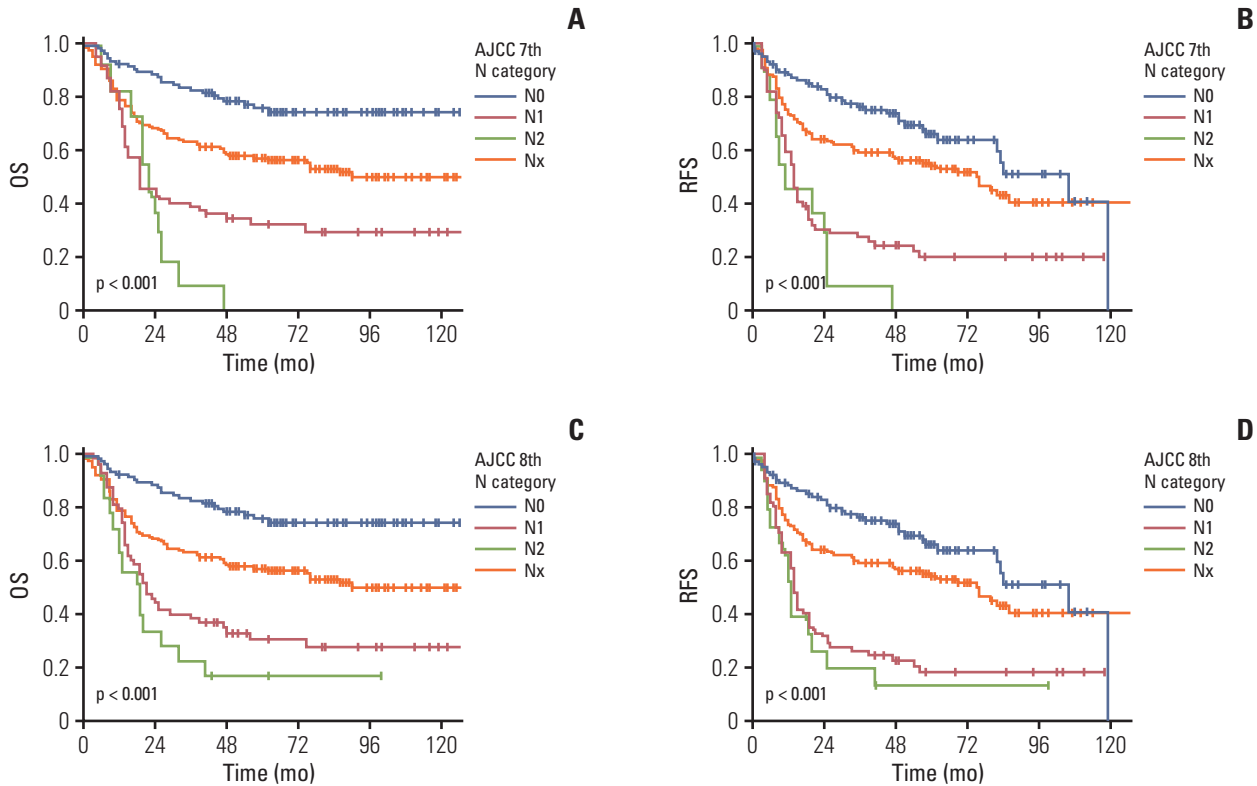 A
1.0
0.8
0.6
0.4
0.2
0
OS
p < 0.001
0 24 48 72 96 120
Time (mo)
AJCC 7th
N category
N0
N1
N2
Nx
B
1.0
0.8
0.6
0.4
0.2
0
RFS
p < 0.001
0 24 48 72 96 120
Time (mo)
AJCC 7th
N category
N0
N1
N2
Nx
C
1.0
0.8
0.6
0.4
0.2
0
OS
p < 0.001
0 24 48 72 96 120
Time (mo)
AJCC 8th
N category
N0
N1
N2
Nx
D
1.0
0.8
0.6
0.4
0.2
0
RFS
p < 0.001
0 24 48 72 96 120
Time (mo)
AJCC 8th
N category
N0
N1
N2
Nx